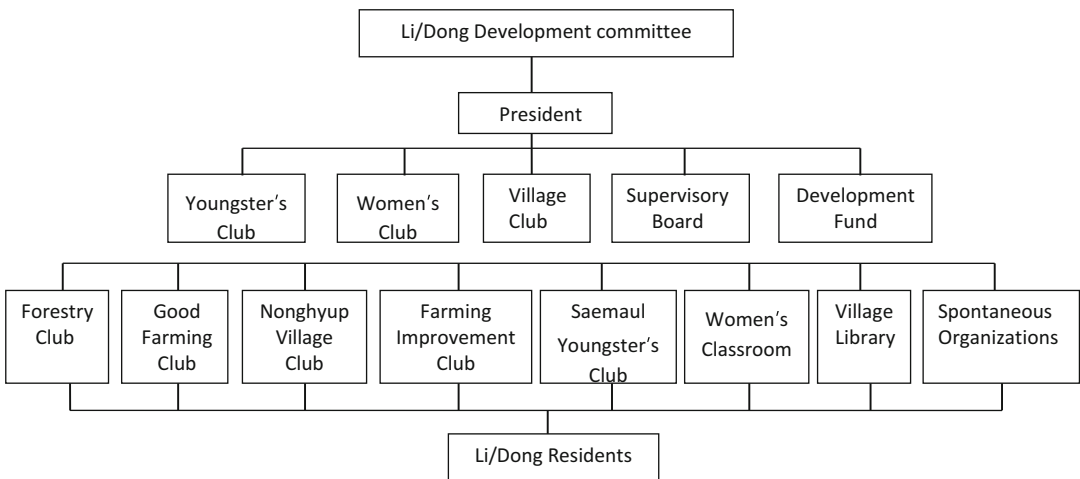 Li/Dong Development committee
President
Youngster's
Club
Women's
Club
Village
Club
Supervisory
Board
Development
Fund
Forestry
Club
Good
Farming
Club
Nonghyup
Village
Club
Farming
Improvement
Club
Saemaul
Youngster's
Club
Women's
Classroom
Village
Library
Spontaneous
Organizations
Li/Dong Residents